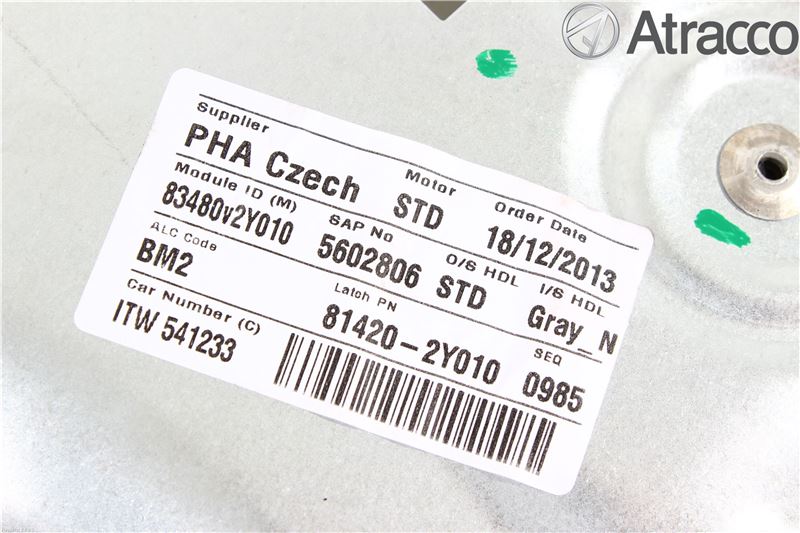 Atracco
Supplier
PHA Czech
Motor
STD
Order Date
18/12/2013
Module ID (M)
83480v2Y010
SAP No
5602806
O/S HDL
STD
I/S HDL
Gray_N
ALC Code
BM2
Latch PN
81420-2Y010
SEQ
0985
Car Number (C)
ITW 541233